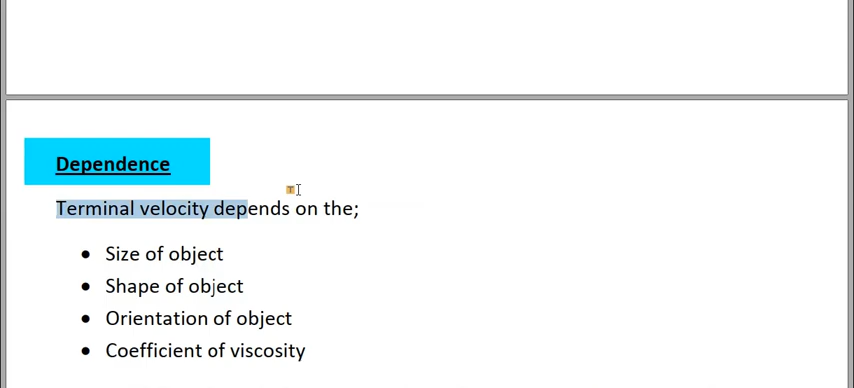 Dependence
Terminal velocity depends on the;
• Size of object
• Shape of object
• Orientation of object
• Coefficient of viscosity